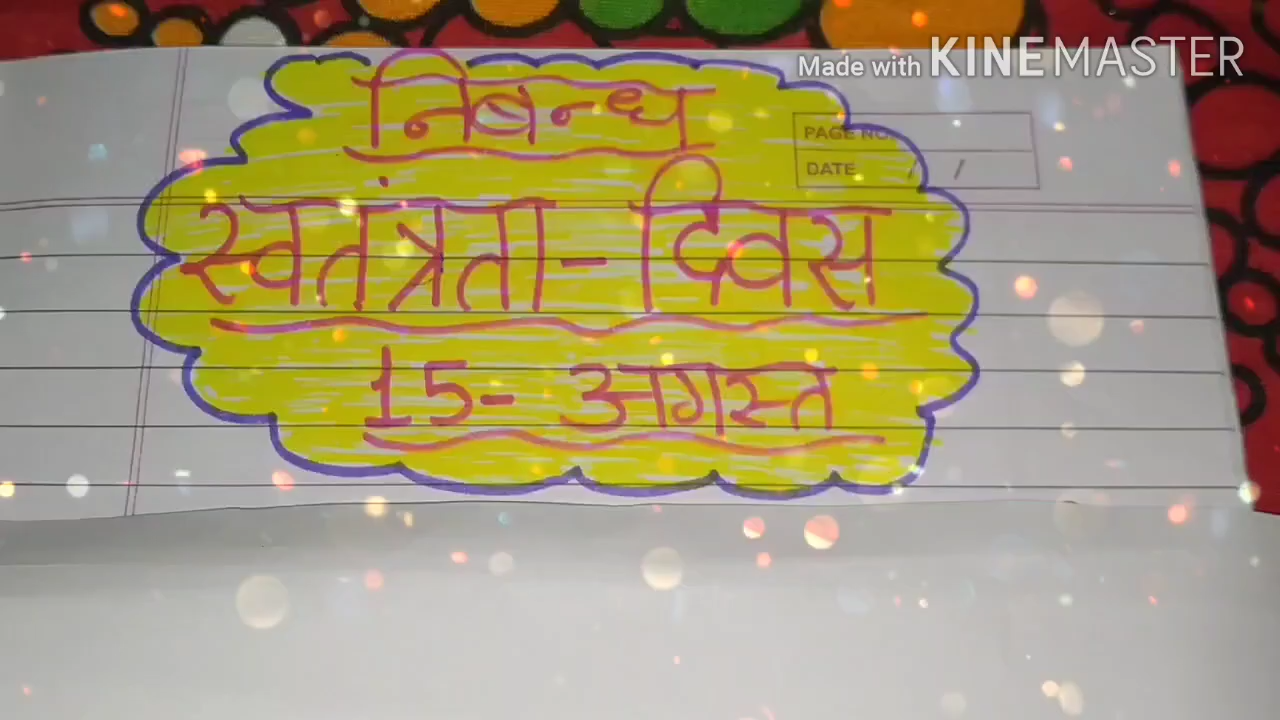 Made with KINEMASTER
निबन्ध
PAGE NO.
DATE / /
स्वतंत्रता - दिवस
15 - अगस्त